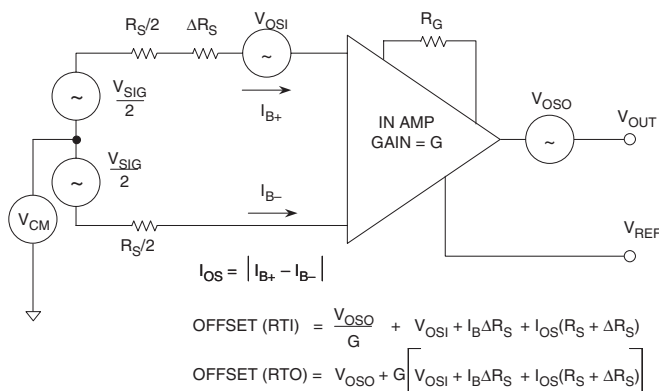 R_S/2
ΔR_S
V_OSI
R_G
~
~
V_SIG
2
I_B+
IN AMP
GAIN = G
V_OSO
~
V_OUT
~
V_SIG
2
V_CM
I_B–
R_S/2
V_REF
I_OS = |I_B+ – I_B–|
OFFSET (RTI) = V_OSO/G + V_OSI + I_BΔR_S + I_OS(R_S + ΔR_S)
OFFSET (RTO) = V_OSO + G[V_OSI + I_BΔR_S + I_OS(R_S + ΔR_S)]